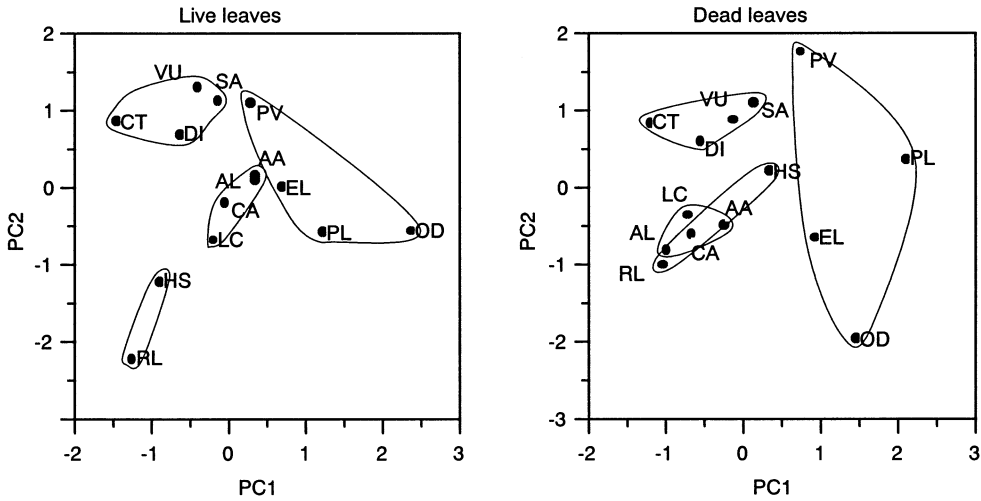 Live leaves
2
1
0
-1
-2
-2
-1
0
1
2
3
PC2
PC1
VU
SA
CT
DI
PV
AA
AL
EL
CA
LC
PL
OD
HS
RL
Dead leaves
2
1
0
-1
-2
-3
-2
-1
0
1
2
3
PC2
PC1
PV
VU
SA
CT
DI
PL
HS
LC
AA
AL
EL
CA
RL
OD